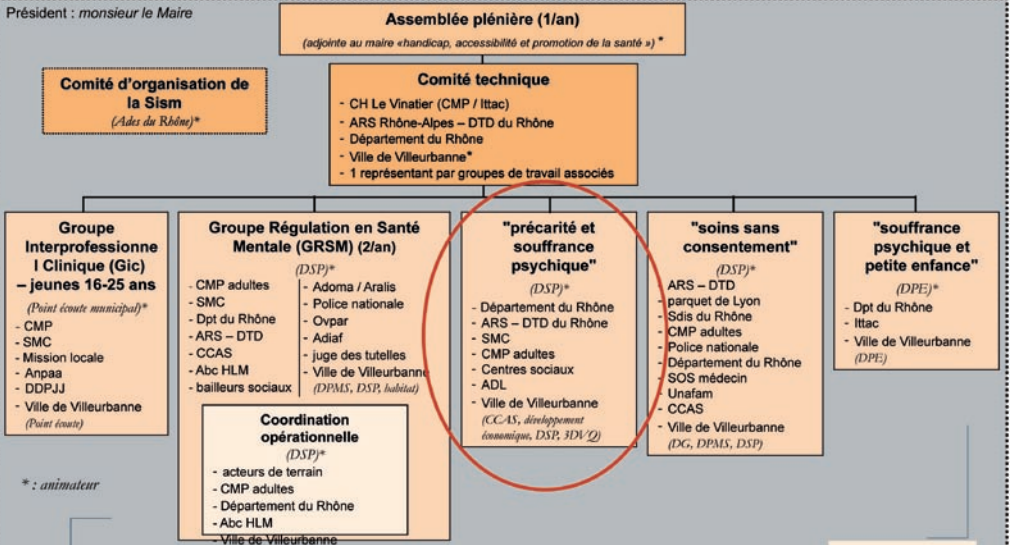 Président : monsieur le Maire
Assemblée plénière (1/an)
(adjointe au maire «handicap, accessibilité et promotion de la santé ») *
Comité d'organisation de
la Sism
(Ades du Rhône)*
Comité technique
- CH Le Vinatier (CMP / Ittac)
- ARS Rhône-Alpes – DTD du Rhône
- Département du Rhône
- Ville de Villeurbanne*
- 1 représentant par groupes de travail associés
Groupe
Interprofessionne
l Clinique (Gic)
– jeunes 16-25 ans
(Point écoute municipal)*
- CMP
- SMC
- Mission locale
- Anpaa
- DDPJJ
- Ville de Villeurbanne
(Point écoute)
Groupe Régulation en Santé
Mentale (GRSM) (2/an)
(DSP)*
- CMP adultes
- SMC
- Dpt du Rhône
- ARS – DTD
- CCAS
- Abc HLM
- bailleurs sociaux
- Adoma / Aralis
- Police nationale
- Ovpar
- Adiaf
- juge des tutelles
- Ville de Villeurbanne
(DPMS, DSP, habitat)
Coordination
opérationnelle
(DSP)*
- acteurs de terrain
- CMP adultes
- Département du Rhône
- Abc HLM
- Ville de Villeurbanne
"précarité et
souffrance
psychique"
(DSP)*
- Département du Rhône
- ARS – DTD du Rhône
- SMC
- CMP adultes
- Centres sociaux
- ADL
- Ville de Villeurbanne
(CCAS, développement
économique, DSP, 3DVQ)
"soins sans
consentement"
(DSP)*
- ARS – DTD
- parquet de Lyon
- Sdis du Rhône
- CMP adultes
- Police nationale
- Département du Rhône
- SOS médecin
- Unafam
- CCAS
- Ville de Villeurbanne
(DG, DPMS, DSP)
"souffrance
psychique et
petite enfance"
(DPE)*
- Dpt du Rhône
- Ittac
- Ville de Villeurbanne
(DPE)
* : animateur